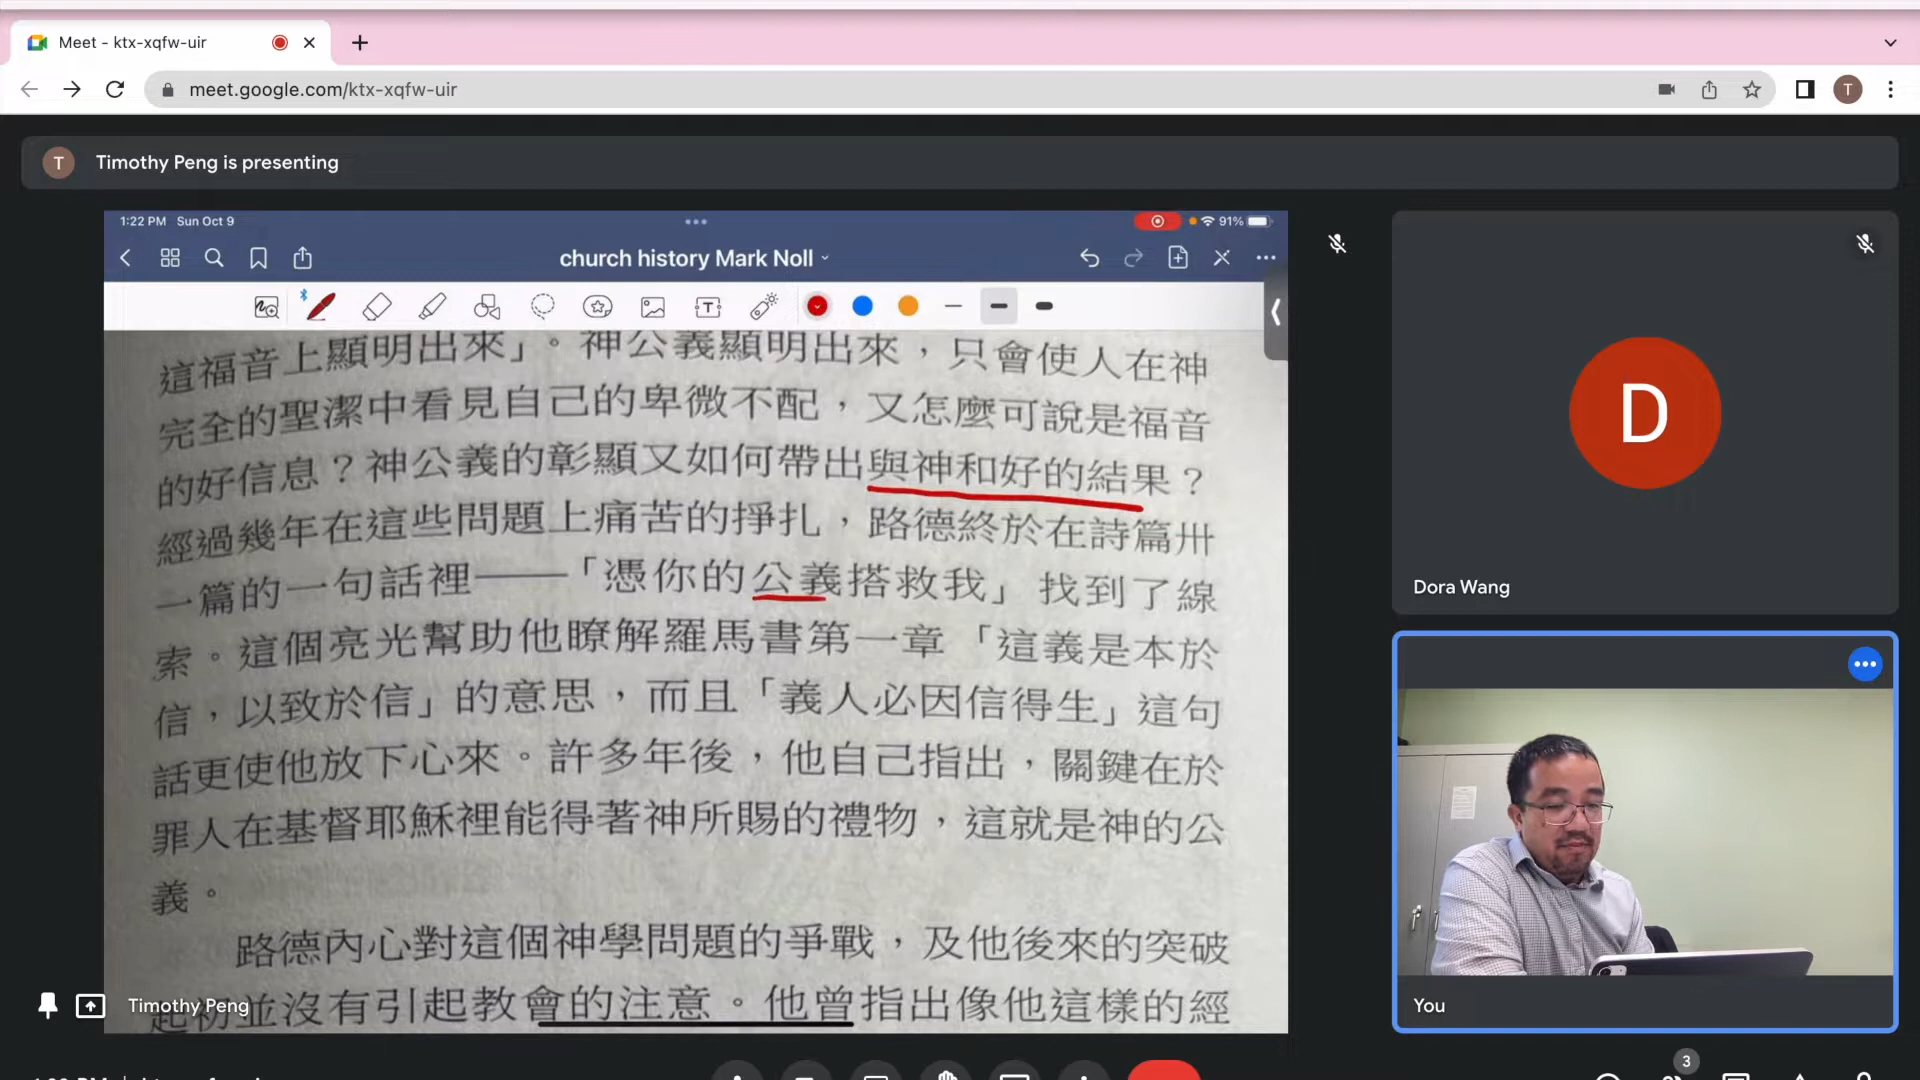 Meet - ktx-xqfw-uir
meet.google.com/ktx-xqfw-uir
T
T
Timothy Peng is presenting
1:22 PM Sun Oct 9
91%
church history Mark Noll
這福音上顯明出來」。神公義顯明出來，只會使人在神
完全的聖潔中看見自己的卑微不配，又怎麼可說是福音
的好信息？神公義的彰顯又如何帶出與神和好的結果？
經過幾年在這些問題上痛苦的掙扎，路德終於在詩篇卅
一篇的一句話裡——「憑你的公義搭救我」找到了線
索。這個亮光幫助他瞭解羅馬書第一章「這義是本於
信，以致於信」的意思，而且「義人必因信得生」這句
話更使他放下心來。許多年後，他自己指出，關鍵在於
罪人在基督耶穌裡能得著神所賜的禮物，這就是神的公
義。
路德內心對這個神學問題的爭戰，及他後來的突破
起初並沒有引起教會的注意。他曾指出像他這樣的經
Timothy Peng
D
Dora Wang
You
3